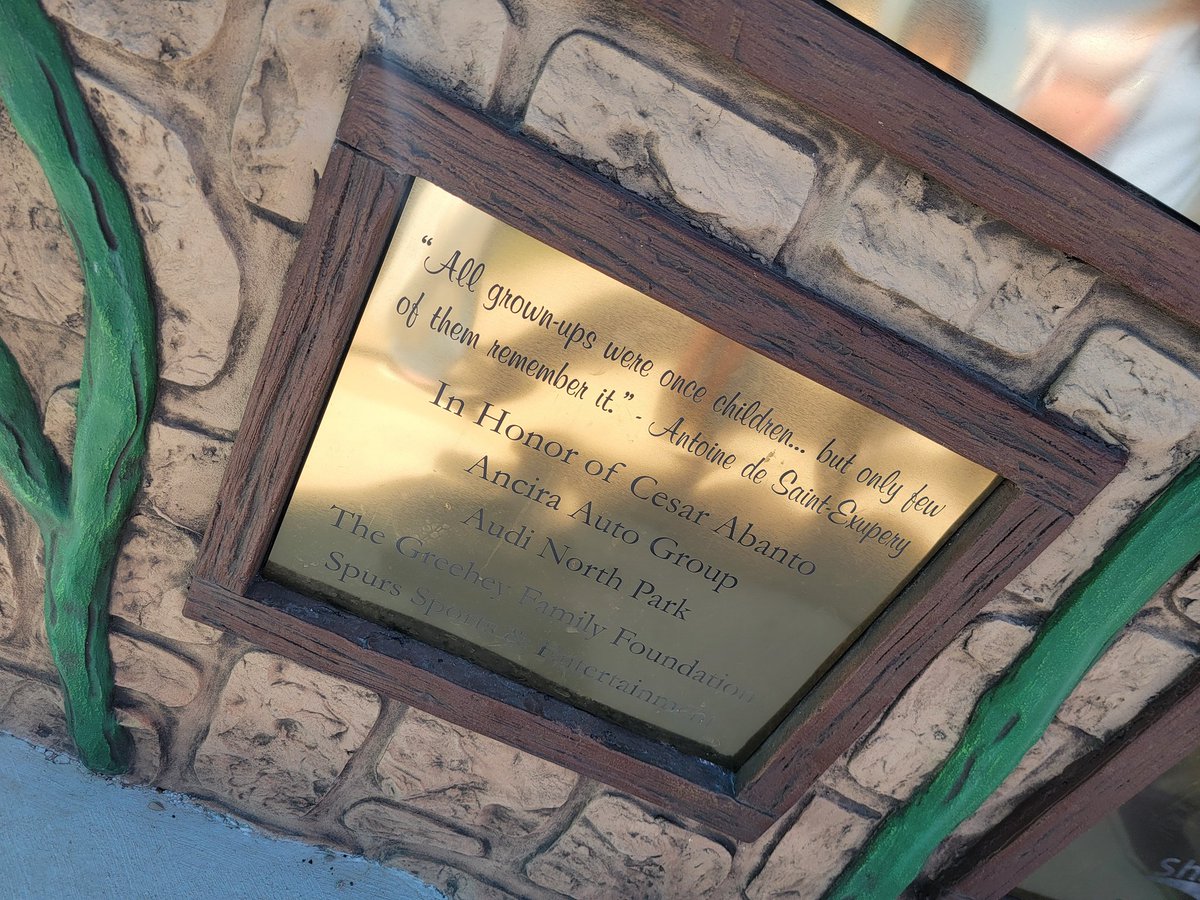 “All grown-ups were once children... but only few
of them remember it.” - Antoine de Saint-Exupery
In Honor of Cesar Abanto
Ancira Auto Group
Audi North Park
The Greehey Family Foundation
Spurs Sports & Entertainment